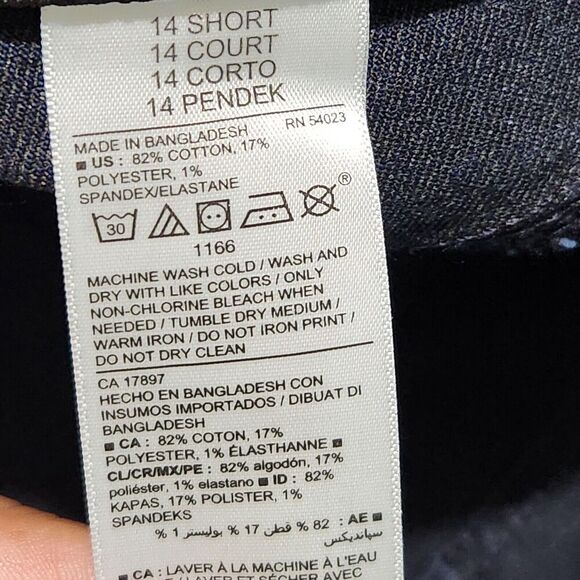 14 SHORT
14 COURT
14 CORTO
14 PENDEK
MADE IN BANGLADESH RN 54023
■ US : 82% COTTON, 17%
POLYESTER, 1%
SPANDEX/ELASTANE
30 ®
1166
MACHINE WASH COLD / WASH AND
DRY WITH LIKE COLORS / ONLY
NON-CHLORINE BLEACH WHEN
NEEDED / TUMBLE DRY MEDIUM /
WARM IRON / DO NOT IRON PRINT /
DO NOT DRY CLEAN
CA 17897
HECHO EN BANGLADESH CON
INSUMOS IMPORTADOS / DIBUAT DI
BANGLADESH
■ CA : 82% COTON, 17%
POLYESTER, 1% ÉLASTHANNE ■
CL/CR/MX/PE : 82% algodón, 17%
poliéster, 1% elastano ■ ID : 82%
KAPAS, 17% POLISTER, 1%
SPANDEKS
■ AE : 82 % قطن 17 % بوليستر 1 %
سپانديكس
■ CA : LAVER À LA MACHINE À L'EAU
ET SÉCHER AVEC